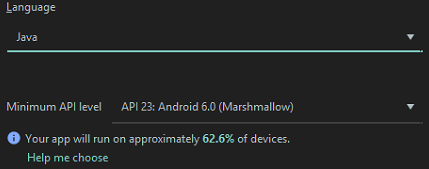 Language
Java
Minimum API level API 23: Android 6.0 (Marshmallow)
Your app will run on approximately 62.6% of devices.
Help me choose